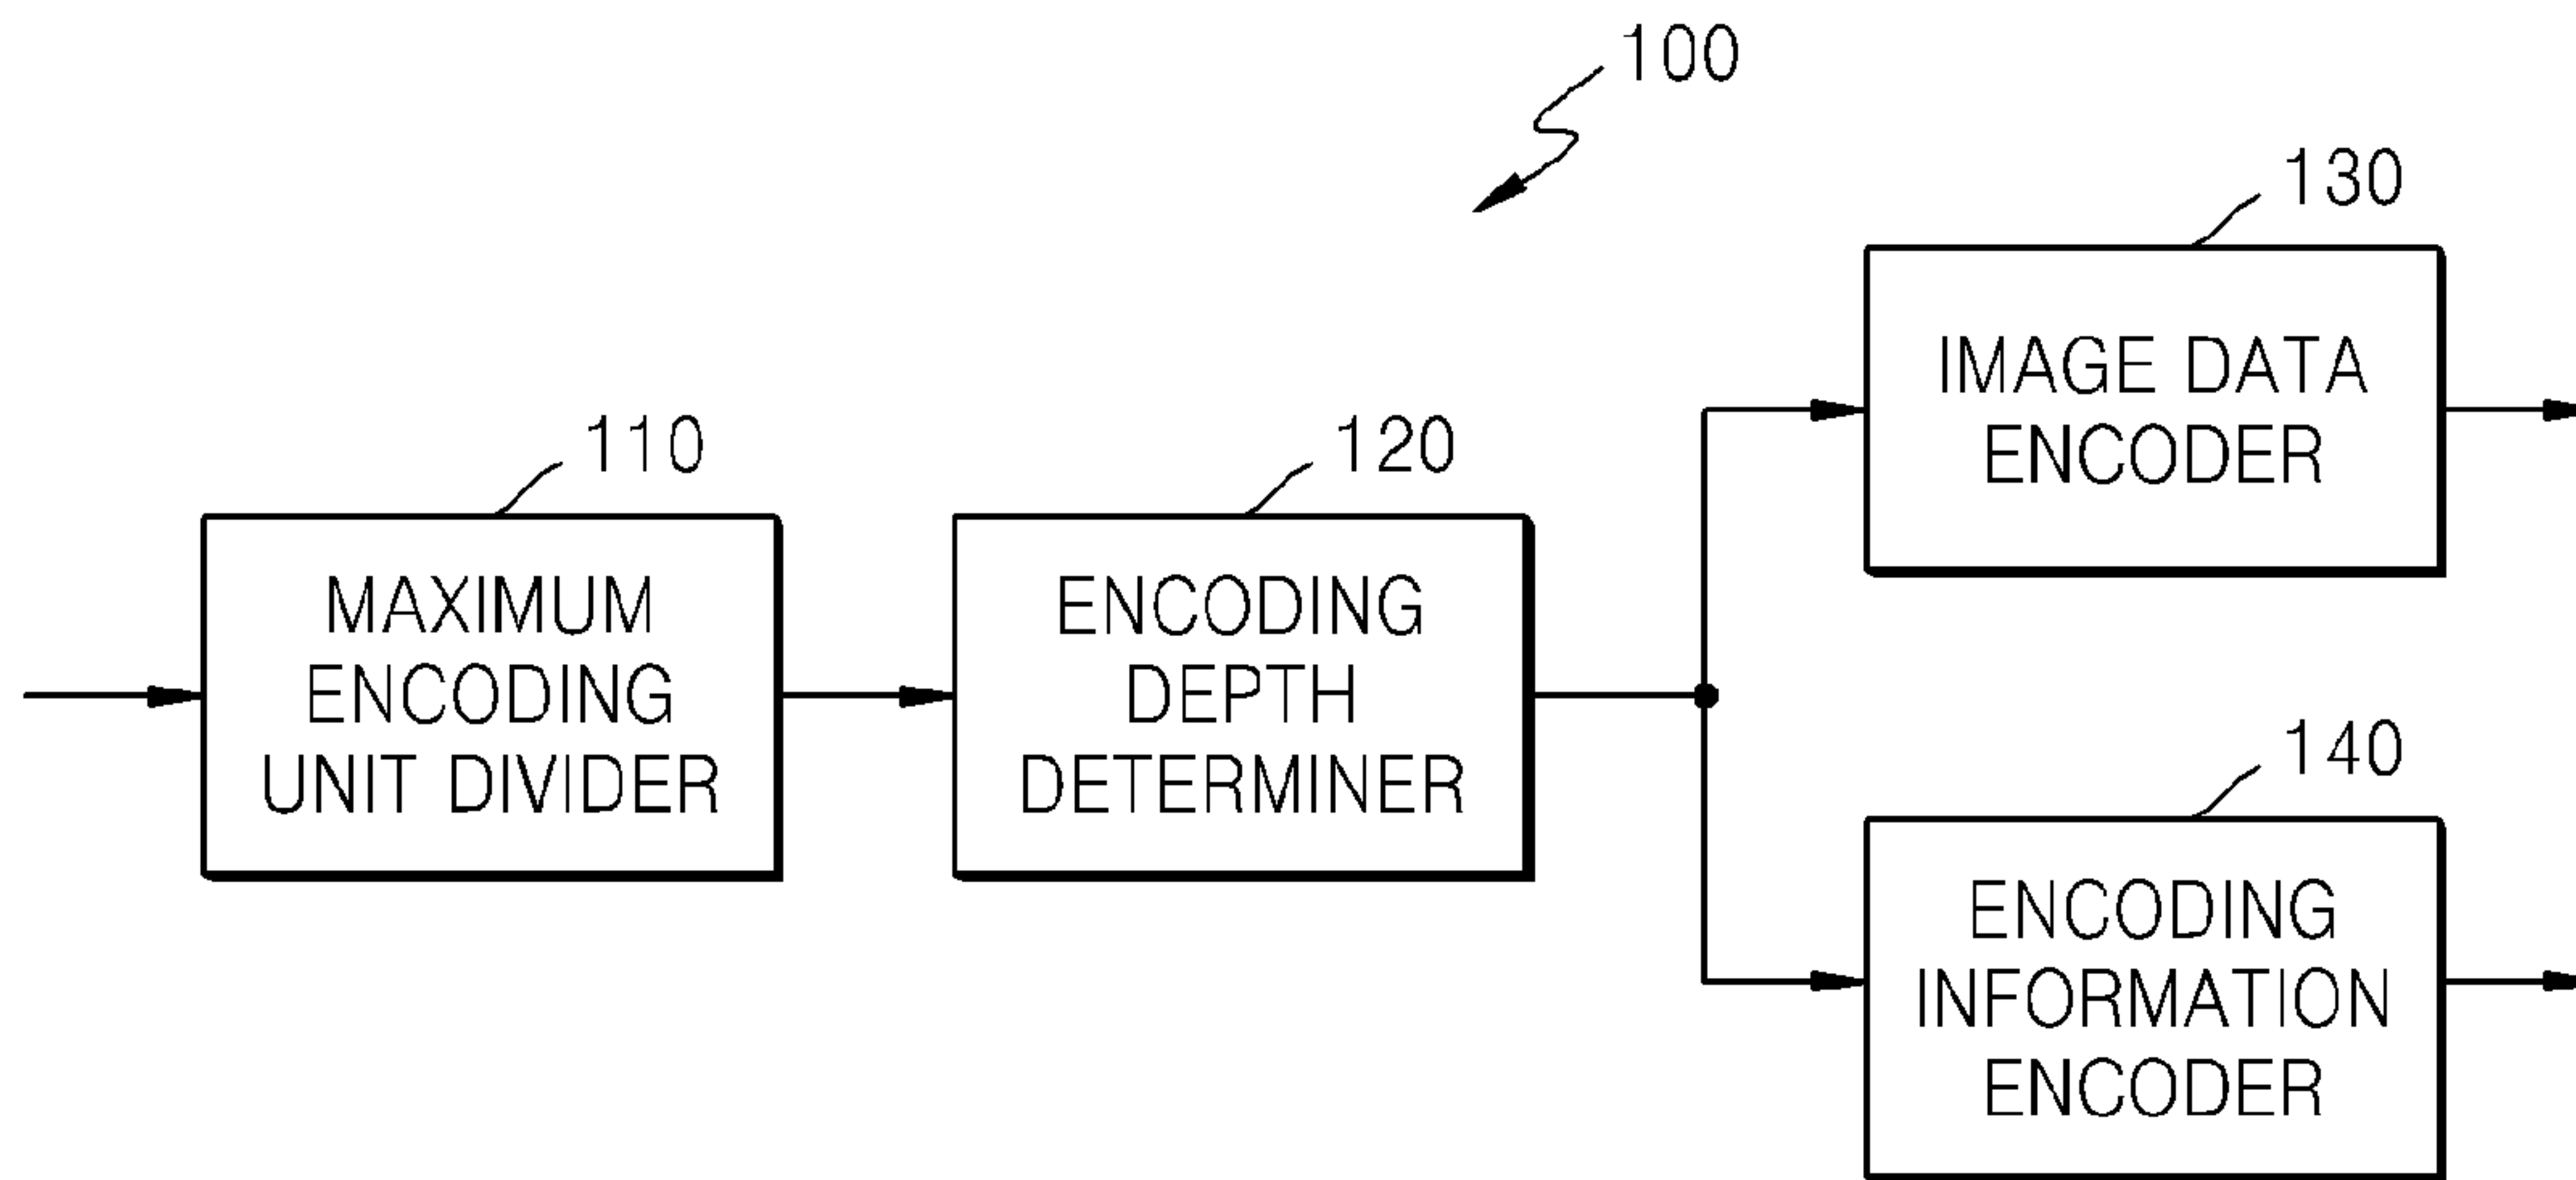 100
110
MAXIMUM
ENCODING
UNIT DIVIDER
120
ENCODING
DEPTH
DETERMINER
130
IMAGE DATA
ENCODER
140
ENCODING
INFORMATION
ENCODER